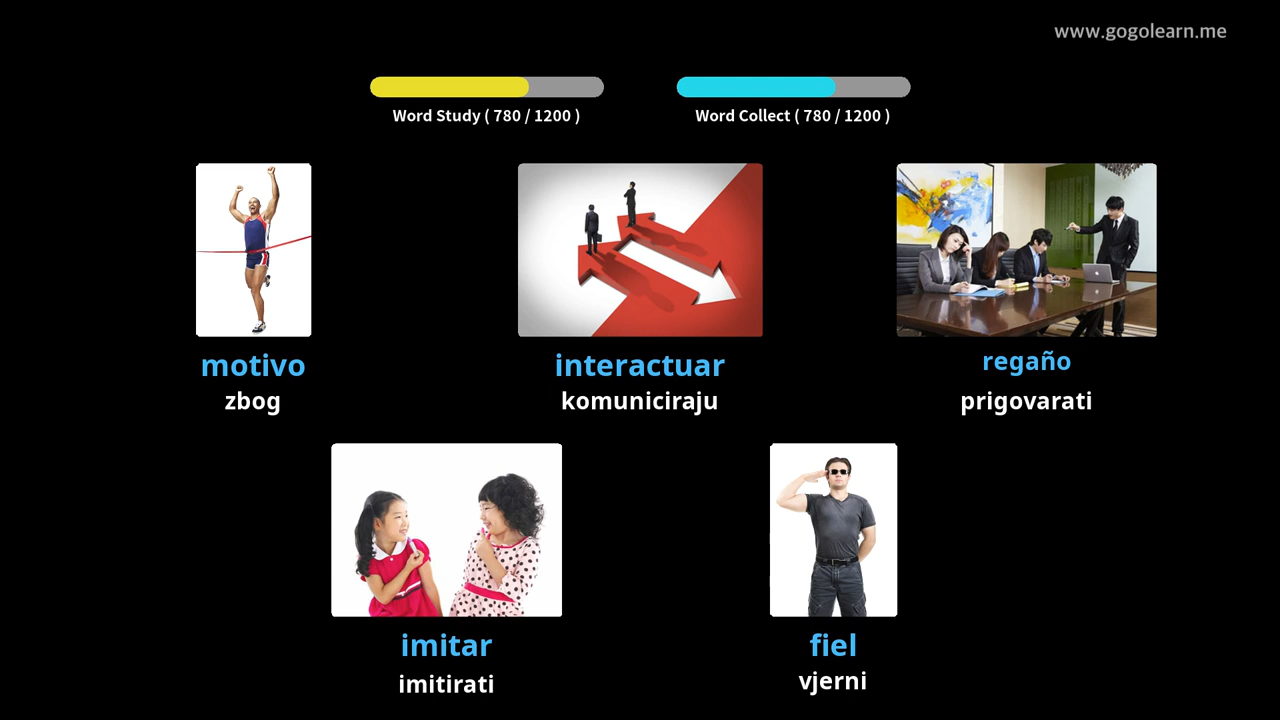 www.gogolearn.me
Word Study ( 780 / 1200 )
Word Collect ( 780 / 1200 )
motivo
zbog
interactuar
komuniciraju
regaño
prigovarati
imitar
imitirati
fiel
vjerni